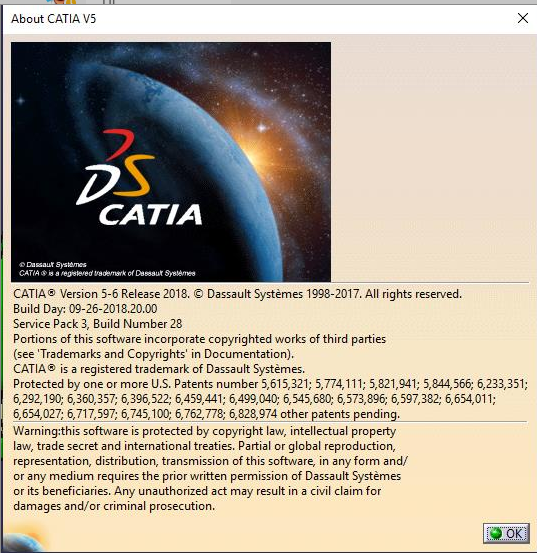 About CATIA V5
DS
CATIA
© Dassault Systèmes
CATIA ® is a registered trademark of Dassault Systèmes
CATIA® Version 5-6 Release 2018. © Dassault Systèmes 1998-2017. All rights reserved.
Build Day: 09-26-2018.20.00
Service Pack 3, Build Number 28
Portions of this software incorporate copyrighted works of third parties
(see 'Trademarks and Copyrights' in Documentation).
CATIA® is a registered trademark of Dassault Systèmes.
Protected by one or more U.S. Patents number 5,615,321; 5,774,111; 5,821,941; 5,844,566; 6,233,351;
6,292,190; 6,360,357; 6,396,522; 6,459,441; 6,499,040; 6,545,680; 6,573,896; 6,597,382; 6,654,011;
6,654,027; 6,717,597; 6,745,100; 6,762,778; 6,828,974 other patents pending.
Warning:this software is protected by copyright law, intellectual property
law, trade secret and international treaties. Partial or global reproduction,
representation, distribution, transmission of this software, in any form and/
or any medium requires the prior written permission of Dassault Systèmes
or its beneficiaries. Any unauthorized act may result in a civil claim for
damages and/or criminal prosecution.
OK